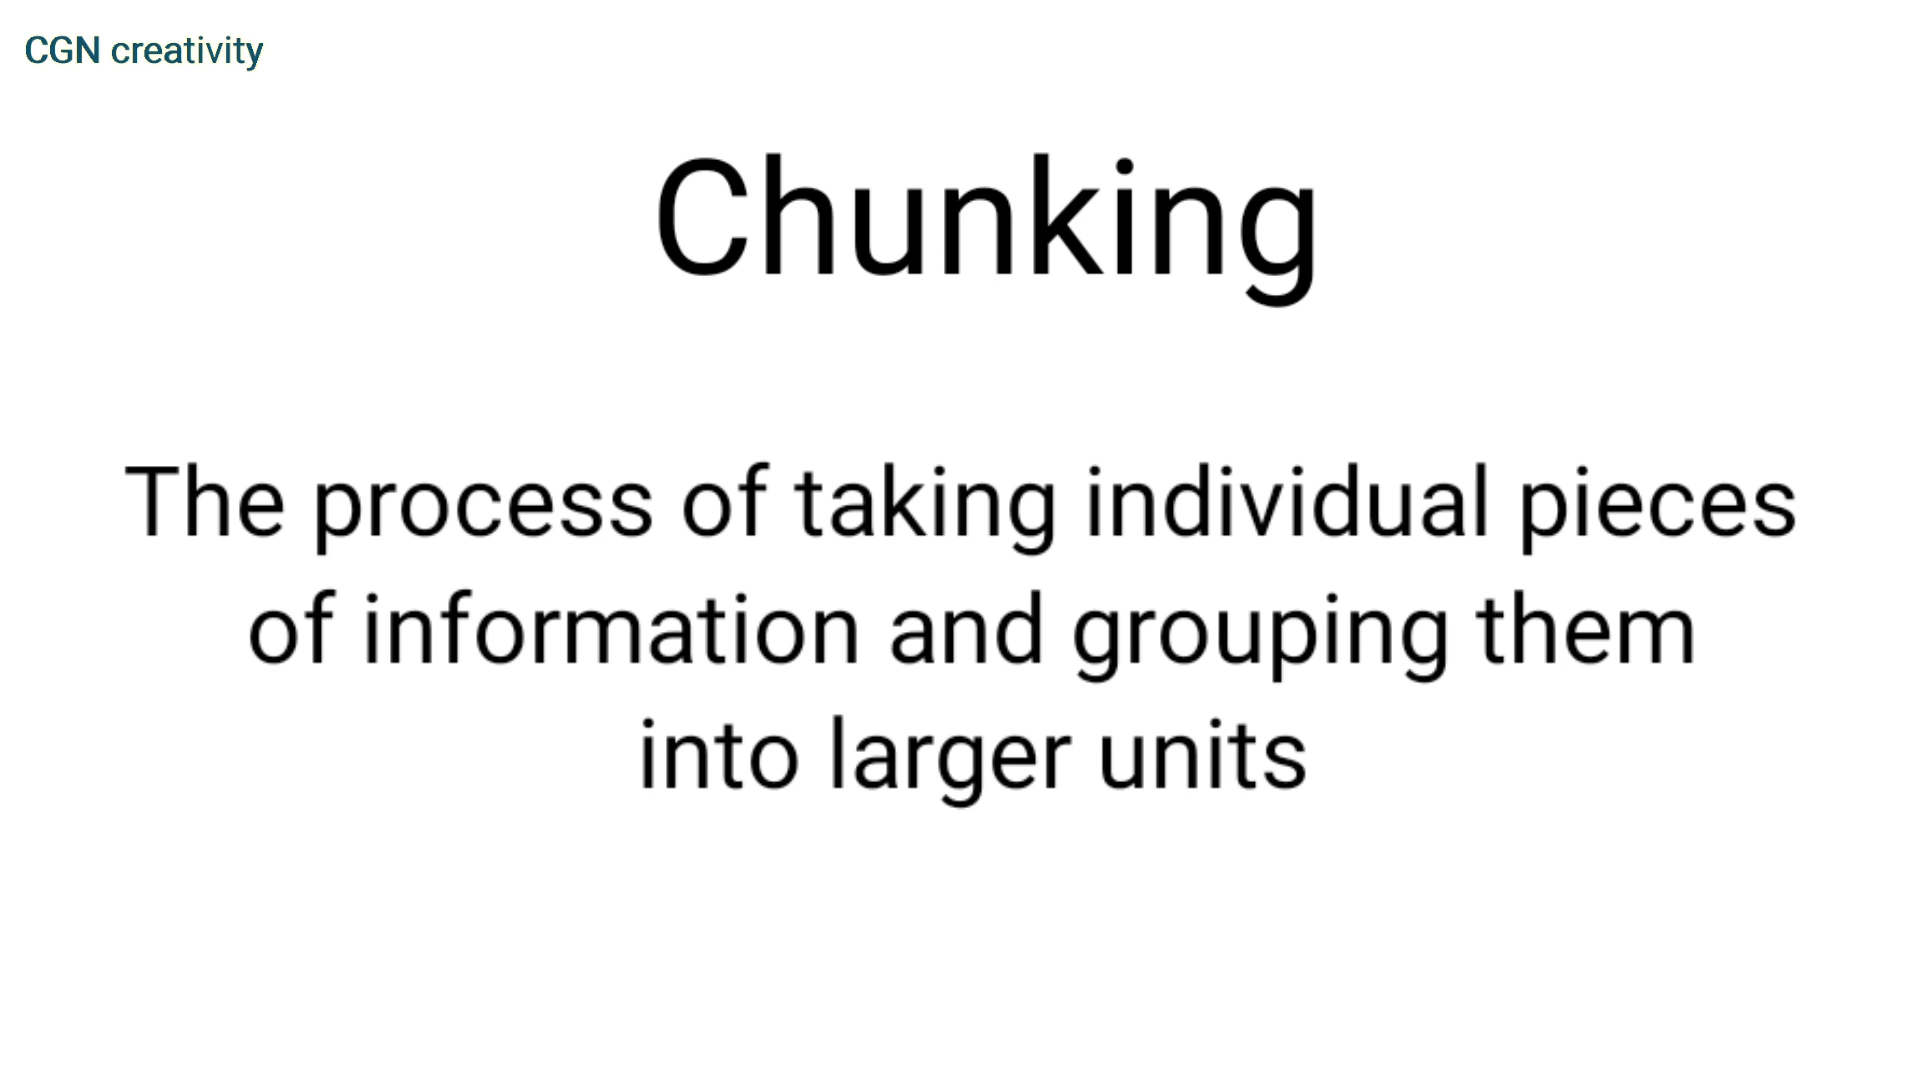 CGN creativity
Chunking
The process of taking individual pieces
of information and grouping them
into larger units